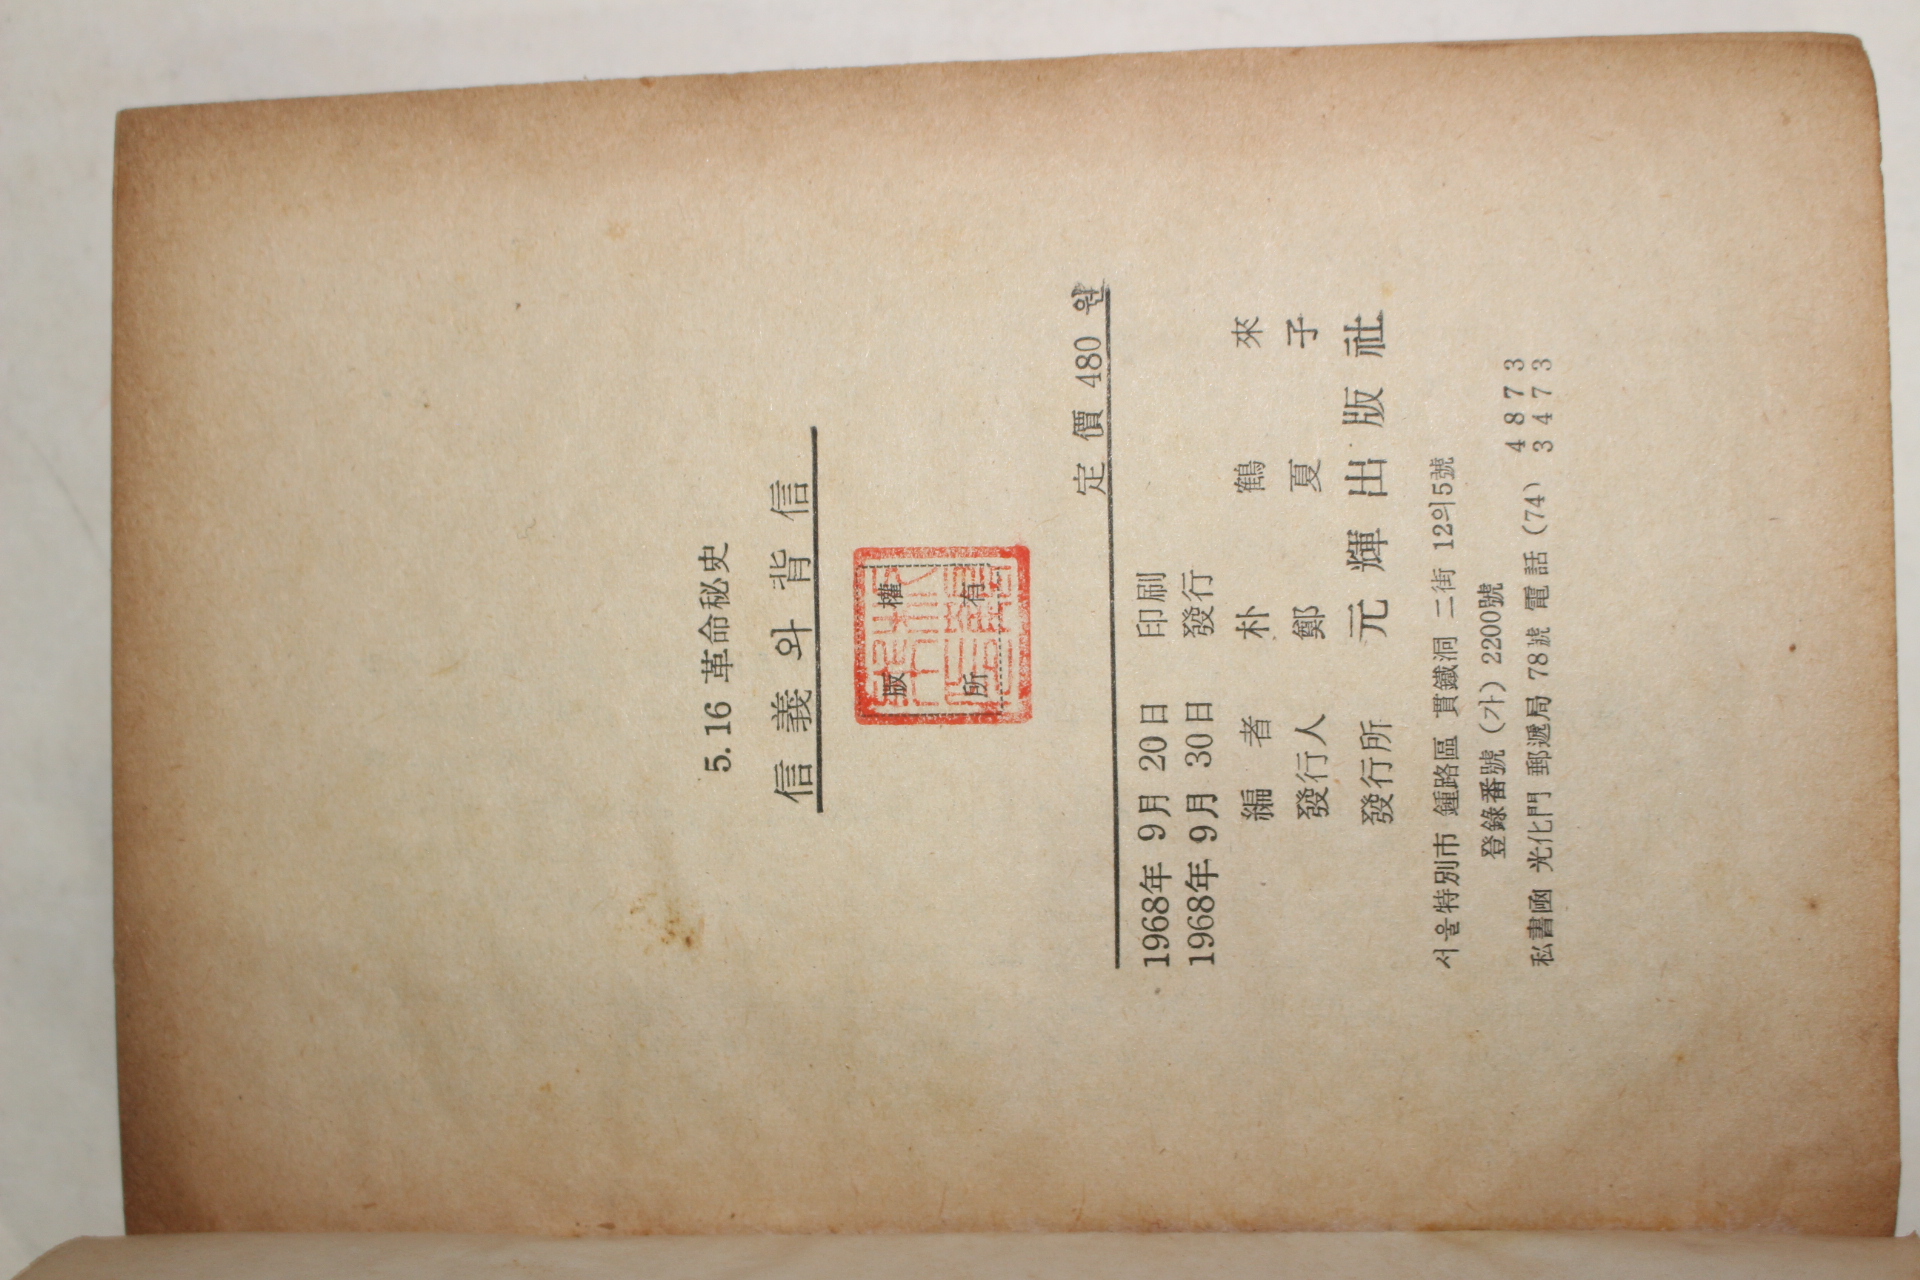 5.16 革命秘史
信義와 背信
版權
所有
定 價 480 원
1968年 9月 20日 印刷
1968年 9月 30日 發行
編 者 朴 鶴 來
發行人 鄭 夏 子
發行所 元輝出版社
서울特別市 鍾路區 貫鐵洞 二街 12의5號
登錄番號 (가) 2200號
私書函 光化門 郵遞局 78號 電話 (74) 4873
3473